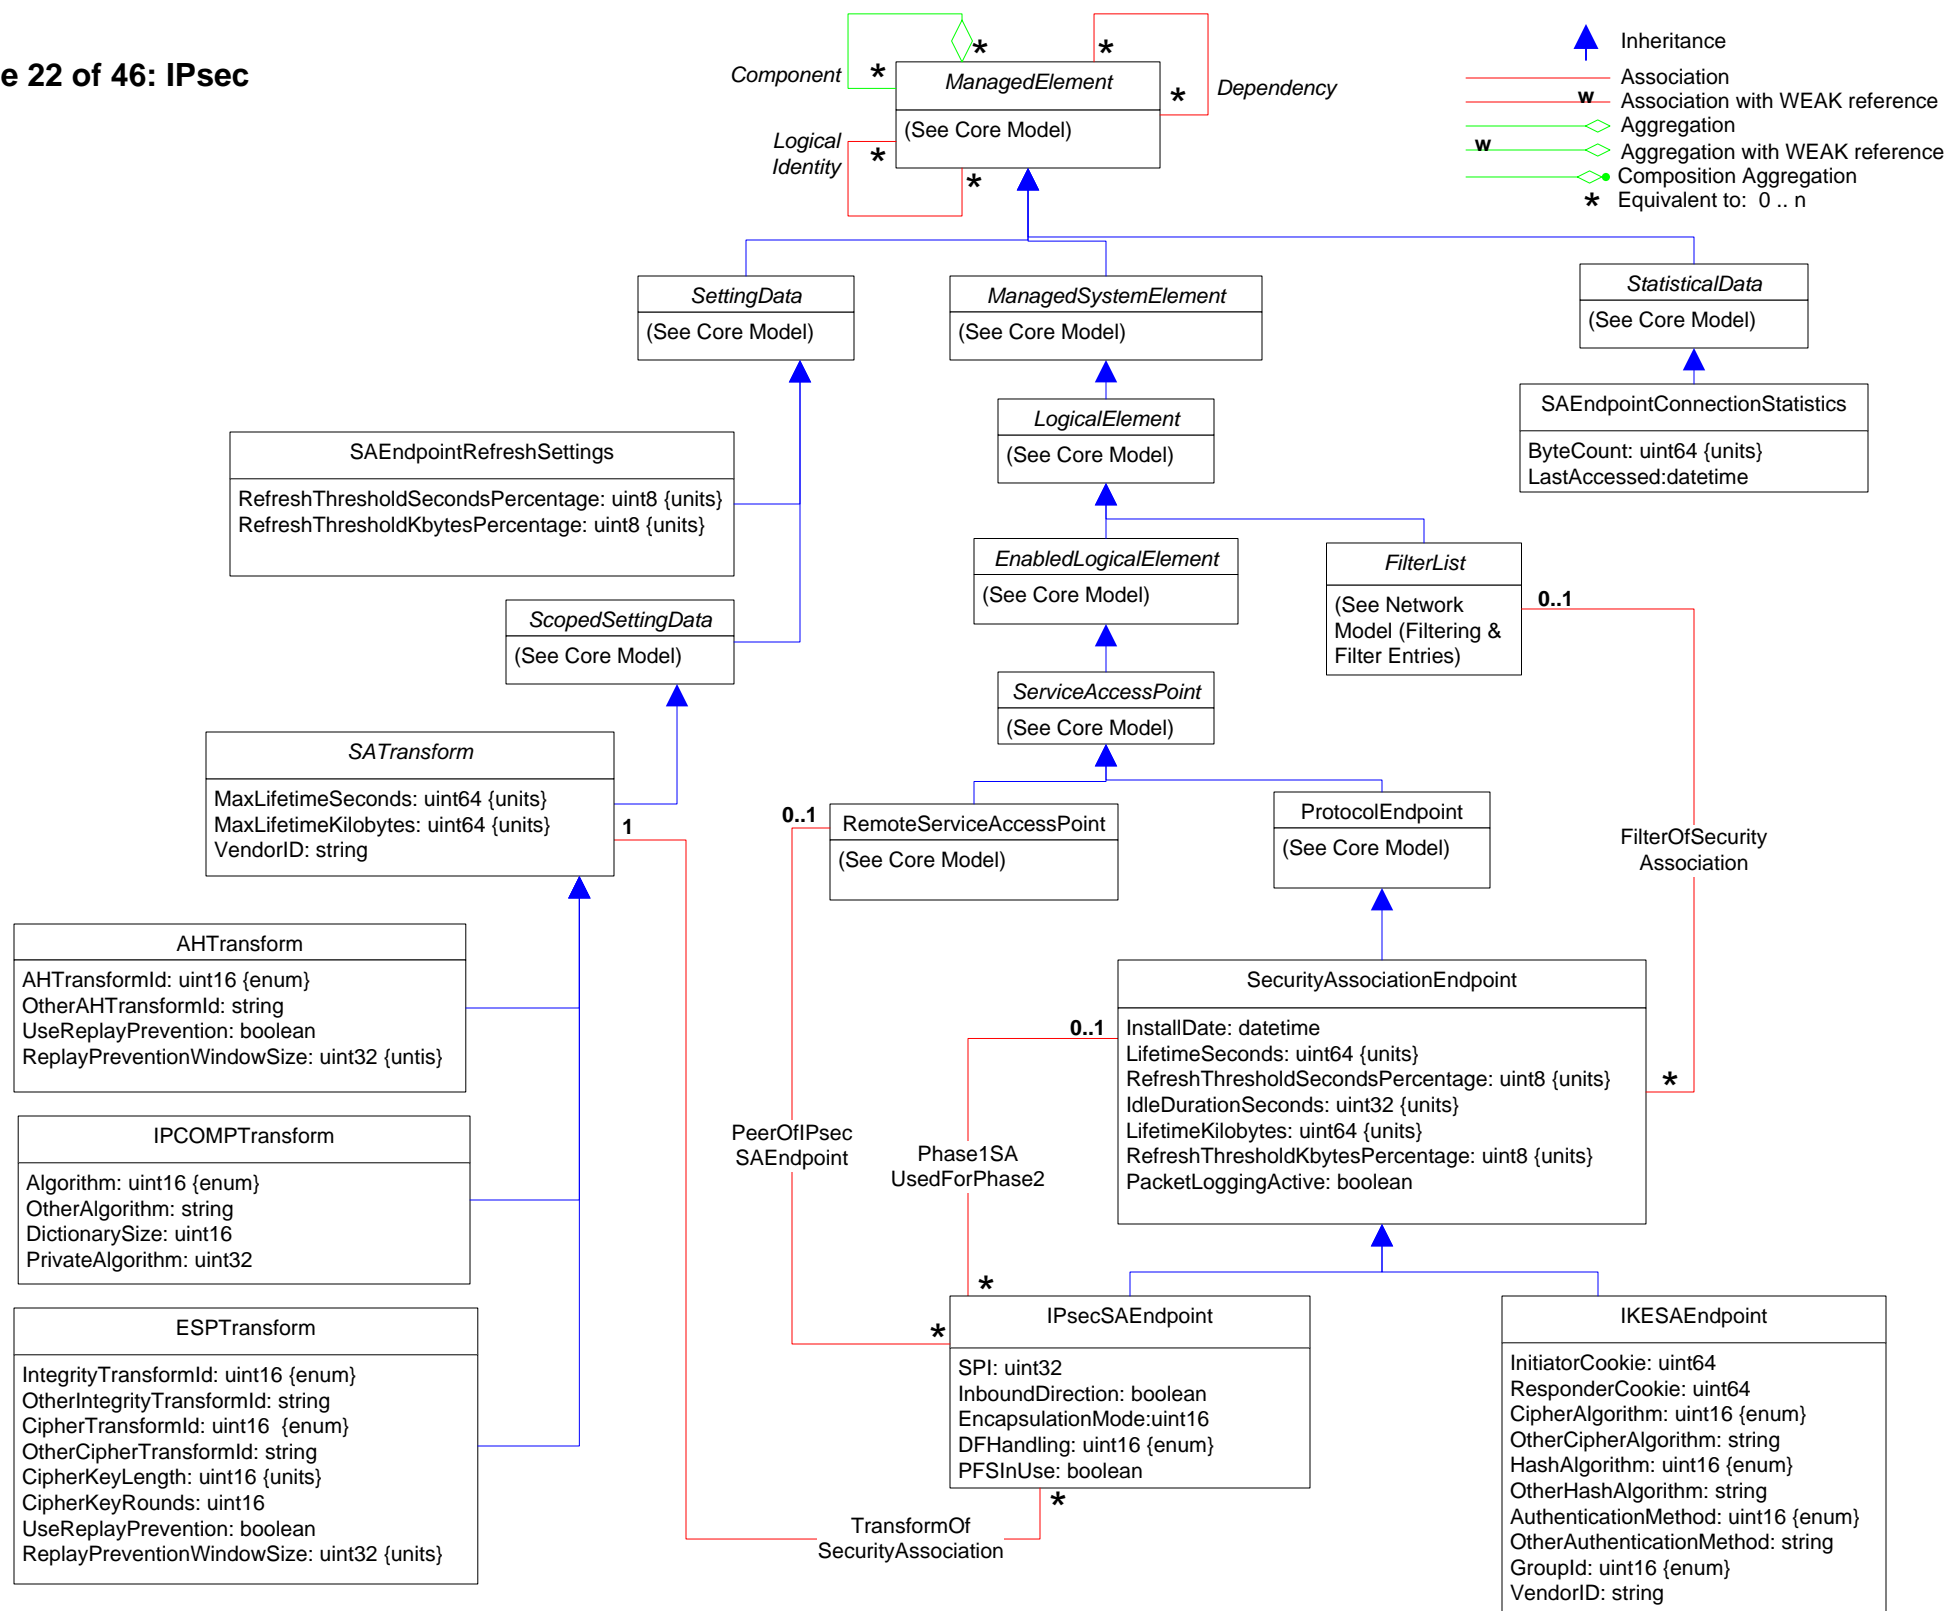 e 22 of 46: IPsec
Inheritance
Association
w Association with WEAK reference
Aggregation
w Aggregation with WEAK reference
Composition Aggregation
* Equivalent to: 0 .. n
Component
*
*
*
*
Dependency
Logical
Identity
*
*
ManagedElement
(See Core Model)
SettingData
(See Core Model)
ManagedSystemElement
(See Core Model)
StatisticalData
(See Core Model)
SAEndpointConnectionStatistics
ByteCount: uint64 {units}
LastAccessed:datetime
LogicalElement
(See Core Model)
SAEndpointRefreshSettings
RefreshThresholdSecondsPercentage: uint8 {units}
RefreshThresholdKbytesPercentage: uint8 {units}
EnabledLogicalElement
(See Core Model)
FilterList
(See Network
Model (Filtering &
Filter Entries)
0..1
ScopedSettingData
(See Core Model)
ServiceAccessPoint
(See Core Model)
SATransform
MaxLifetimeSeconds: uint64 {units}
MaxLifetimeKilobytes: uint64 {units}
VendorID: string
1
0..1
RemoteServiceAccessPoint
(See Core Model)
ProtocolEndpoint
(See Core Model)
FilterOfSecurity
Association
AHTransform
AHTransformId: uint16 {enum}
OtherAHTransformId: string
UseReplayPrevention: boolean
ReplayPreventionWindowSize: uint32 {untis}
SecurityAssociationEndpoint
InstallDate: datetime
LifetimeSeconds: uint64 {units}
RefreshThresholdSecondsPercentage: uint8 {units}
IdleDurationSeconds: uint32 {units}
LifetimeKilobytes: uint64 {units}
RefreshThresholdKbytesPercentage: uint8 {units}
PacketLoggingActive: boolean
0..1
*
IPCOMPTransform
Algorithm: uint16 {enum}
OtherAlgorithm: string
DictionarySize: uint16
PrivateAlgorithm: uint32
PeerOfIPsec
SAEndpoint
Phase1SA
UsedForPhase2
*
*
ESPTransform
IntegrityTransformId: uint16 {enum}
OtherIntegrityTransformId: string
CipherTransformId: uint16 {enum}
OtherCipherTransformId: string
CipherKeyLength: uint16 {units}
CipherKeyRounds: uint16
UseReplayPrevention: boolean
ReplayPreventionWindowSize: uint32 {units}
IPsecSAEndpoint
SPI: uint32
InboundDirection: boolean
EncapsulationMode:uint16
DFHandling: uint16 {enum}
PFSInUse: boolean
*
TransformOf
SecurityAssociation
IKESAEndpoint
InitiatorCookie: uint64
ResponderCookie: uint64
CipherAlgorithm: uint16 {enum}
OtherCipherAlgorithm: string
HashAlgorithm: uint16 {enum}
OtherHashAlgorithm: string
AuthenticationMethod: uint16 {enum}
OtherAuthenticationMethod: string
GroupId: uint16 {enum}
VendorID: string